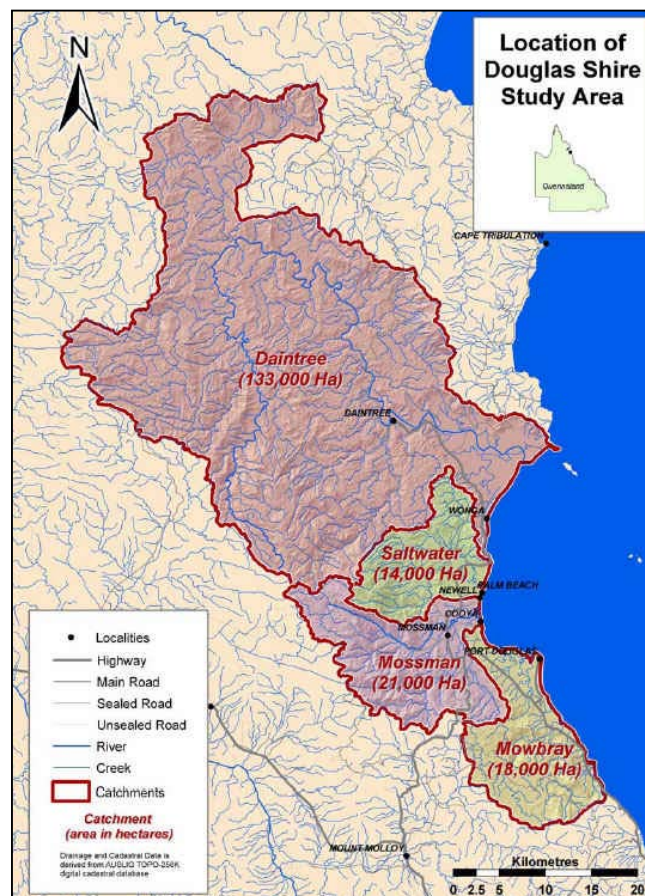 N
Location of
Douglas Shire
Study Area
Queensland
CAPE TRIBULATION
Daintree
(133,000 Ha)
DAINTREE
WONGA
Saltwater
(14,000 Ha)
PALM BEACH
NEWELL
COOYA
MOSSMAN
PORT DOUGLAS
Mossman
(21,000 Ha)
Mowbray
(18,000 Ha)
Localities
Highway
Main Road
Sealed Road
Unsealed Road
River
Creek
Catchments
Catchment
(area in hectares)
Drainage and Cadastral Data is
derived from AUSLIG TOPO-250K
digital cadastral database
MOUNT MOLLOY
Kilometres
0 2.5 5 10 15 20